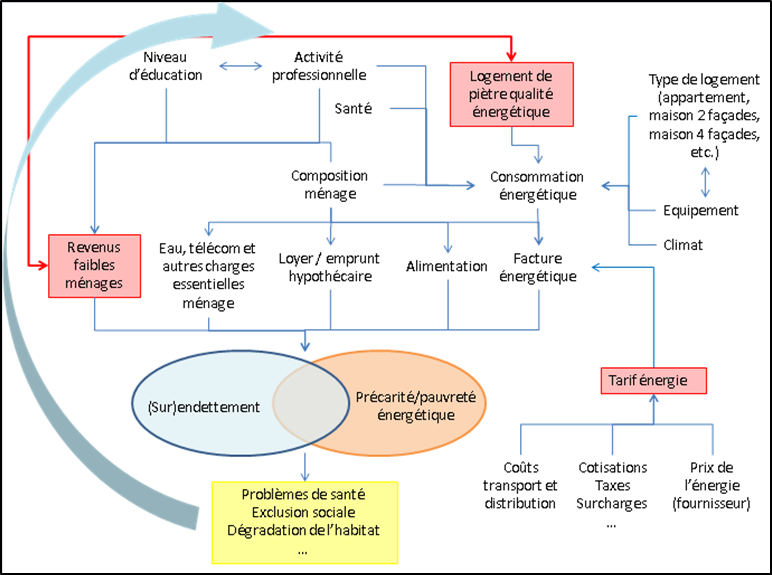 Niveau
d'éducation
Activité
professionnelle
Logement de
piètre qualité
énergétique
Type de logement
(appartement,
maison 2 façades,
maison 4 façades,
etc.)
Santé
Composition
ménage
Consommation
énergétique
Equipement
Climat
Revenus
faibles
ménages
Eau, télécom et
autres charges
essentielles
ménage
Loyer / emprunt
hypothécaire
Alimentation
Facture
énergétique
(Sur)endettement
Précarité/pauvreté
énergétique
Tarif énergie
Coûts
transport et
distribution
Cotisations
Taxes
Surcharges
...
Prix de
l'énergie
(fournisseur)
Problèmes de santé
Exclusion sociale
Dégradation de l'habitat
...